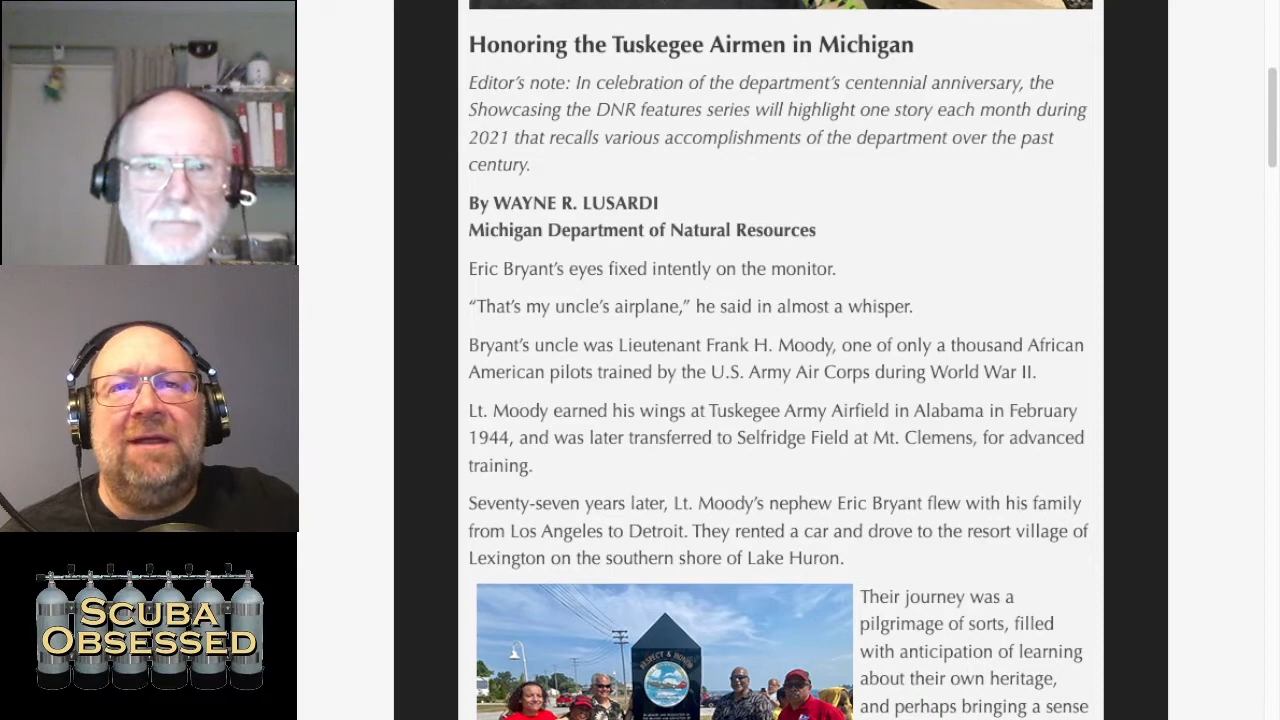 Honoring the Tuskegee Airmen in Michigan
Editor's note: In celebration of the department's centennial anniversary, the
Showcasing the DNR features series will highlight one story each month during
2021 that recalls various accomplishments of the department over the past
century.
By WAYNE R. LUSARDI
Michigan Department of Natural Resources
Eric Bryant's eyes fixed intently on the monitor.
“That's my uncle's airplane,” he said in almost a whisper.
Bryant's uncle was Lieutenant Frank H. Moody, one of only a thousand African
American pilots trained by the U.S. Army Air Corps during World War II.
Lt. Moody earned his wings at Tuskegee Army Airfield in Alabama in February
1944, and was later transferred to Selfridge Field at Mt. Clemens, for advanced
training.
Seventy-seven years later, Lt. Moody's nephew Eric Bryant flew with his family
from Los Angeles to Detroit. They rented a car and drove to the resort village of
Lexington on the southern shore of Lake Huron.
Their journey was a
pilgrimage of sorts, filled
with anticipation of learning
about their own heritage,
and perhaps bringing a sense
RESPECT & HONOR
SCUBA
OBSESSED